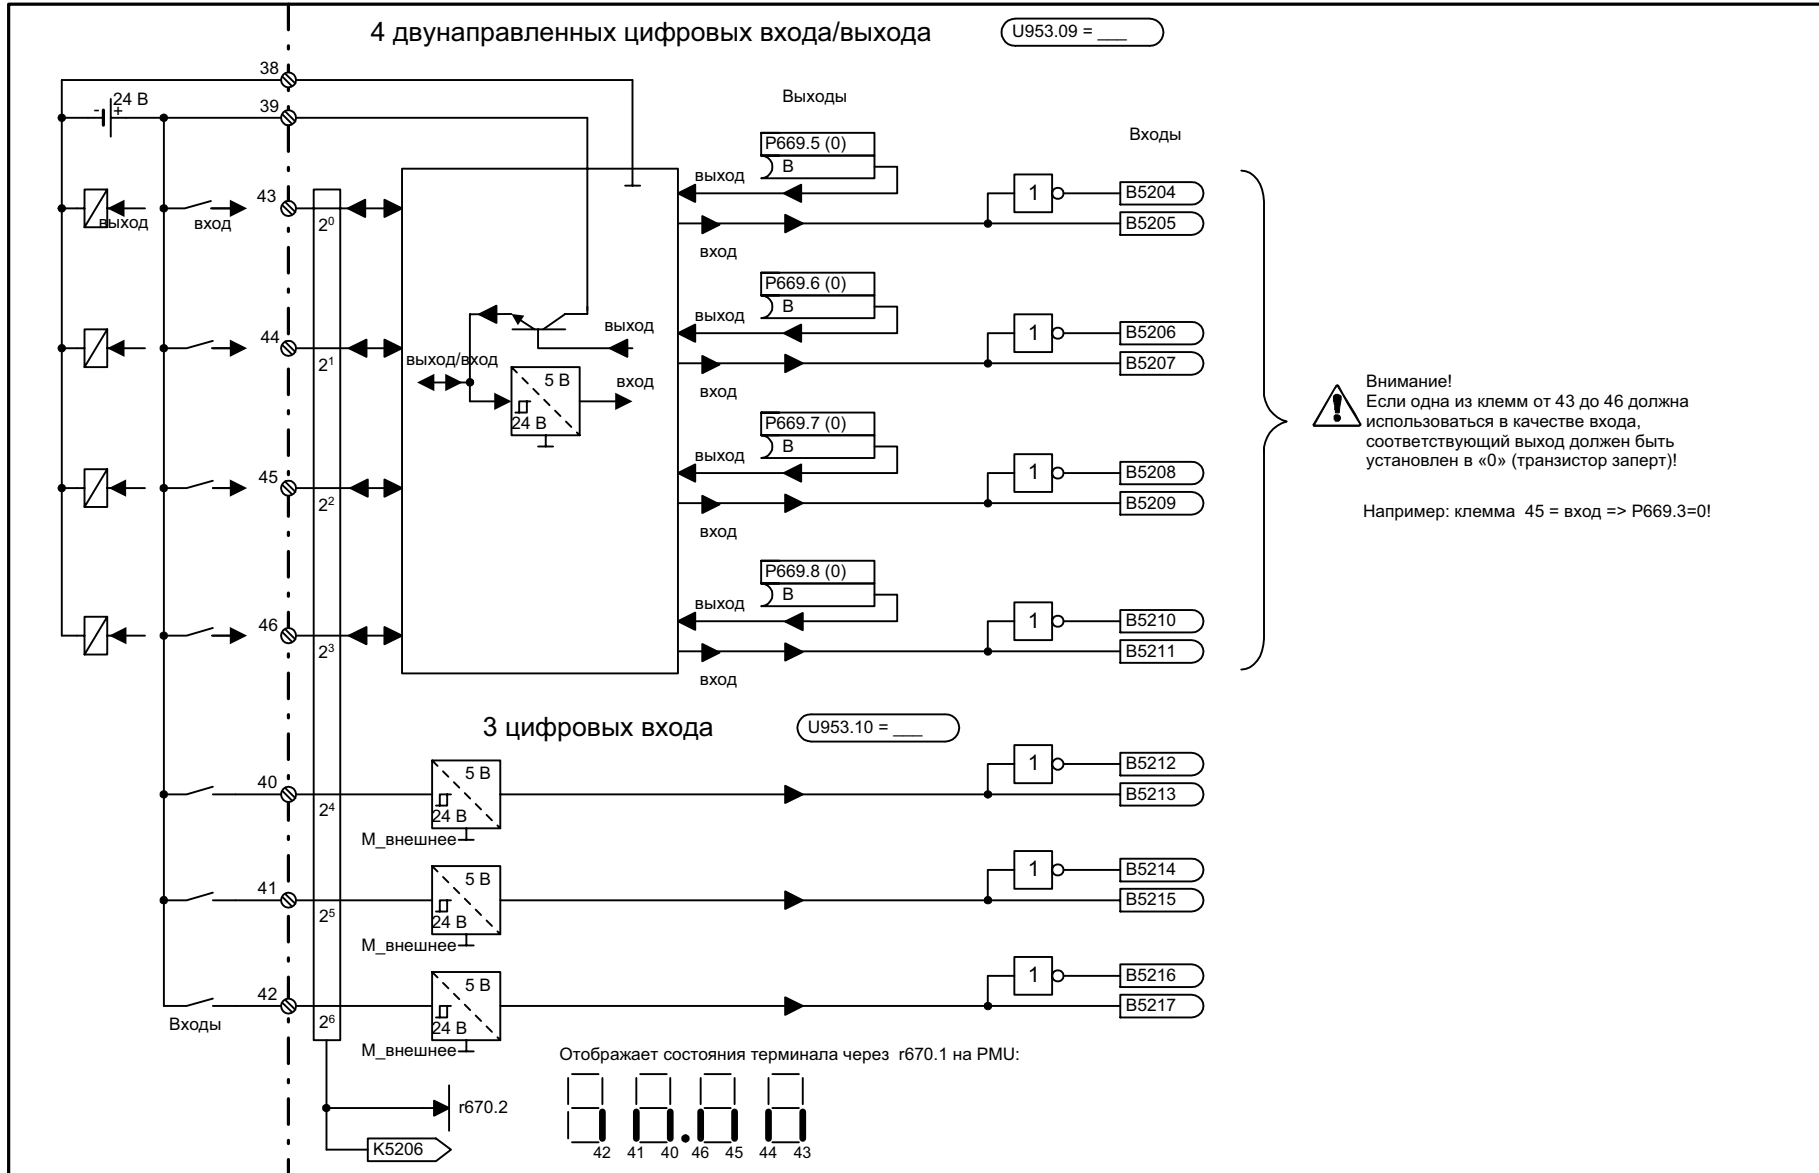 4 двунаправленных цифровых входа/выхода
U953.09 = ___
38
24 В
- +
39
Выходы
Входы
P669.5 (0)
B
выход
43
выход
вход
2⁰
вход
1
B5204
B5205
P669.6 (0)
B
выход
44
2¹
вход
1
B5206
B5207
выход
выход/вход
5 В
24 В
вход
P669.7 (0)
B
выход
45
2²
вход
1
B5208
B5209
P669.8 (0)
B
выход
46
2³
вход
1
B5210
B5211
Внимание!
Если одна из клемм от 43 до 46 должна
использоваться в качестве входа,
соответствующий выход должен быть
установлен в «0» (транзистор заперт)!
Например: клемма 45 = вход => P669.3=0!
3 цифровых входа
U953.10 = ___
40
2⁴
5 В
24 В
М_внешнее
1
B5212
B5213
41
2⁵
5 В
24 В
М_внешнее
1
B5214
B5215
42
Входы
2⁶
5 В
24 В
М_внешнее
1
B5216
B5217
Отображает состояния терминала через r670.1 на PMU:
r670.2
K5206
42 41 40 46 45 44 43